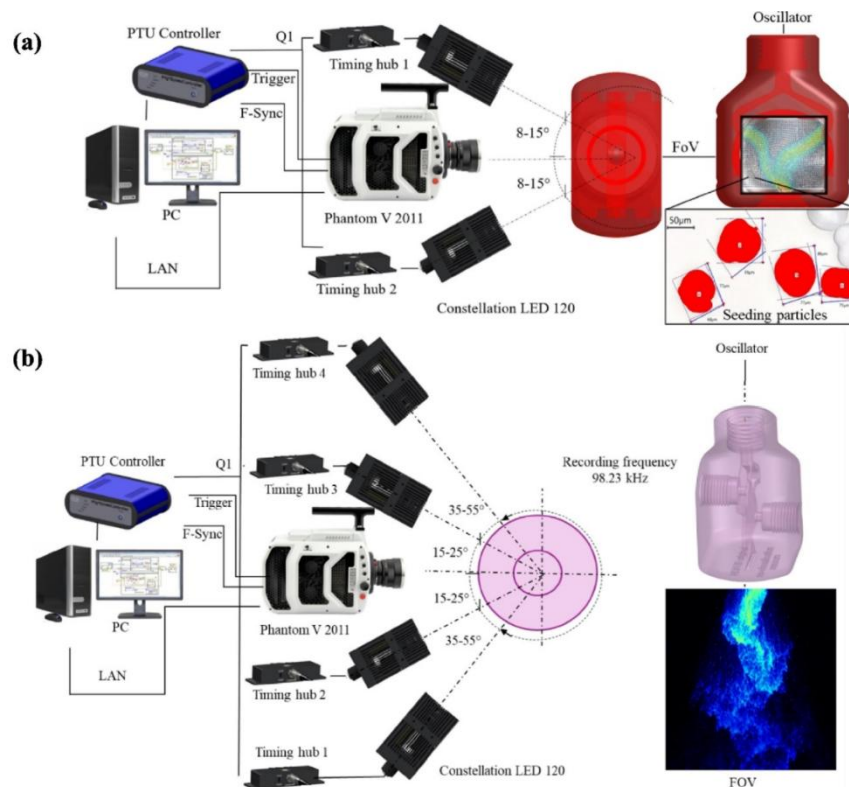 (a)
PTU Controller
Q1
Timing hub 1
Oscillator
Trigger
F-Sync
8-15°
FoV
8-15°
PC
Phantom V 2011
50µm
LAN
Timing hub 2
Constellation LED 120
Seeding particles
(b)
Timing hub 4
Oscillator
PTU Controller
Q1
Timing hub 3
Recording frequency
98.23 kHz
Trigger
35-55°
F-Sync
15-25°
15-25°
PC
Phantom V 2011
35-55°
LAN
Timing hub 2
Timing hub 1
Constellation LED 120
FOV